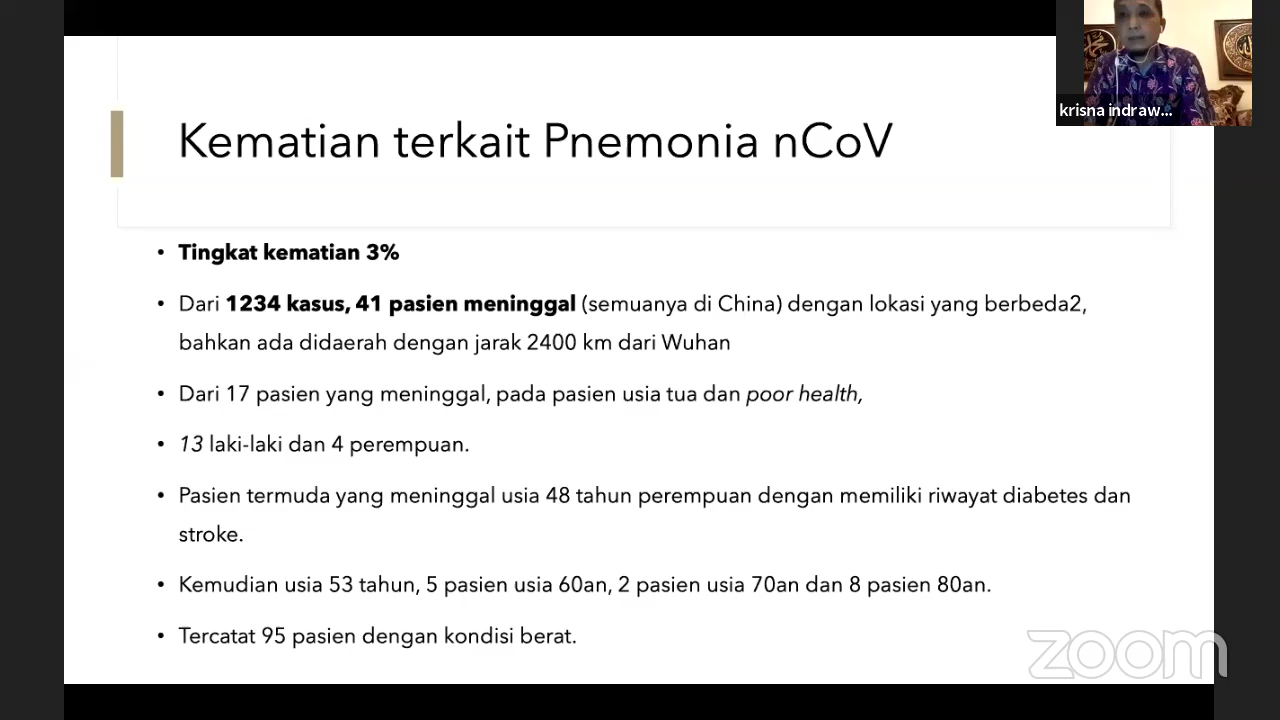 krisna indraw...
Kematian terkait Pnemonia nCoV
• Tingkat kematian 3%
• Dari 1234 kasus, 41 pasien meninggal (semuanya di China) dengan lokasi yang berbeda2,
bahkan ada didaerah dengan jarak 2400 km dari Wuhan
• Dari 17 pasien yang meninggal, pada pasien usia tua dan poor health,
• 13 laki-laki dan 4 perempuan.
• Pasien termuda yang meninggal usia 48 tahun perempuan dengan memiliki riwayat diabetes dan
stroke.
• Kemudian usia 53 tahun, 5 pasien usia 60an, 2 pasien usia 70an dan 8 pasien 80an.
• Tercatat 95 pasien dengan kondisi berat.
zoom